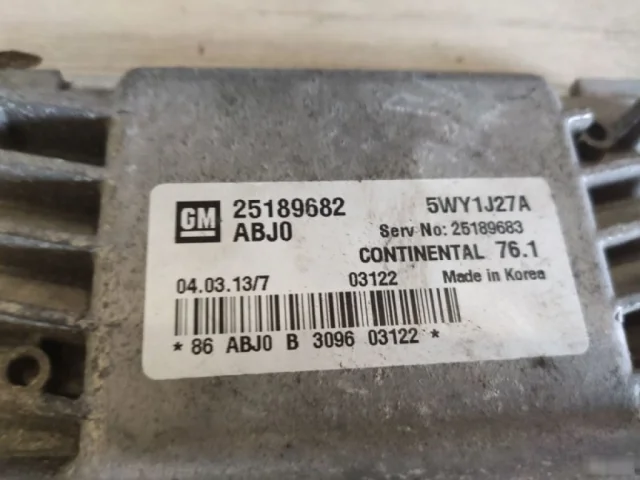 GM 25189682 5WY1J27A
ABJ0 Serv No: 25189683
CONTINENTAL 76.1
04.03.13/7 03122 Made in Korea
* 86 ABJ0 B 3096 03122 *